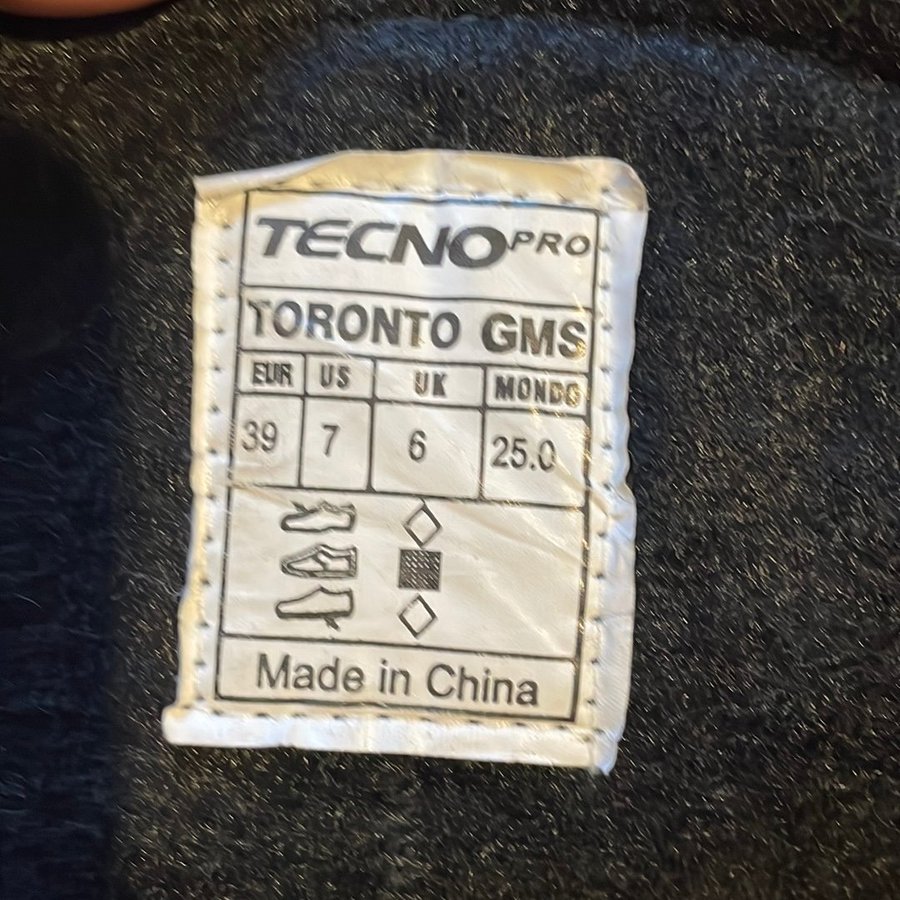 TECNOPRO
TORONTO GMS
EUR US UK MONDO
39 7 6 25.0
Made in China